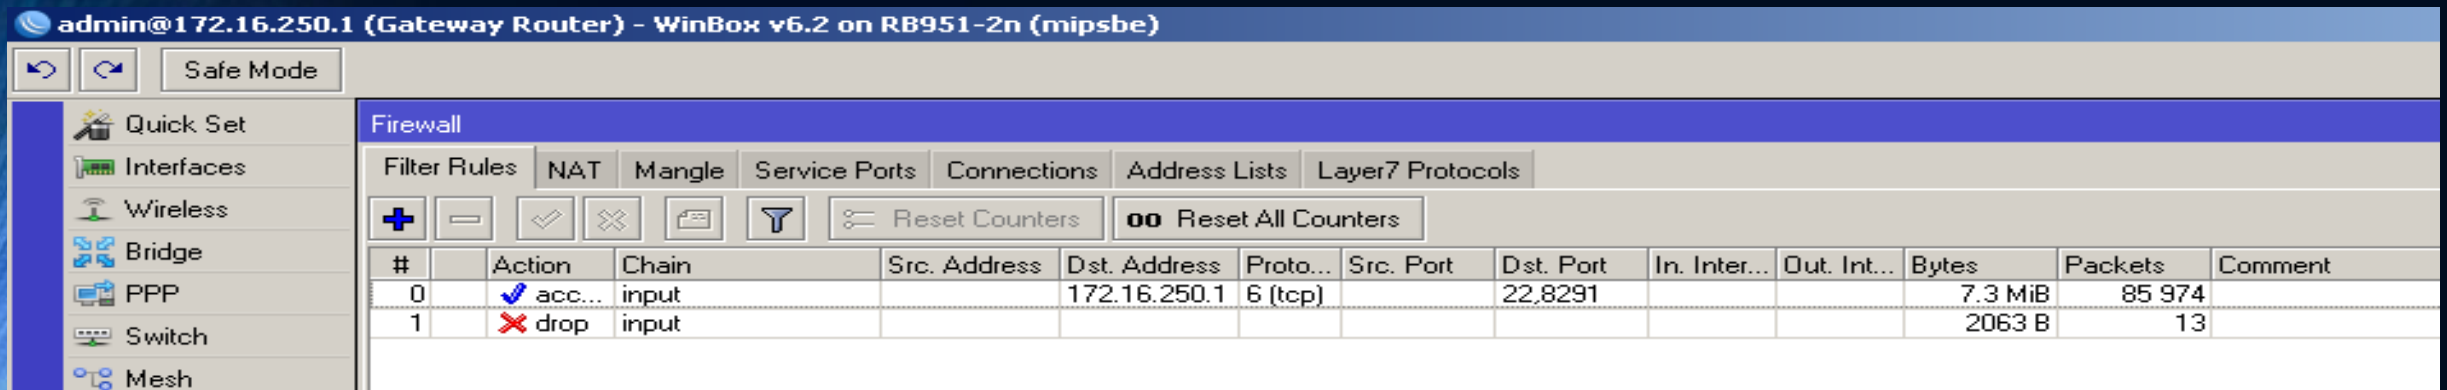 admin@172.16.250.1 (Gateway Router) - WinBox v6.2 on RB951-2n (mipsbe)
Safe Mode
Quick Set
Interfaces
Wireless
Bridge
PPP
Switch
Mesh
Firewall
Filter Rules NAT Mangle Service Ports Connections Address Lists Layer7 Protocols
Reset Counters oo Reset All Counters
# Action Chain Src. Address Dst. Address Proto... Src. Port Dst. Port In. Inter... Out. Int... Bytes Packets Comment
0 acc... input 172.16.250.1 6 (tcp) 22,8291 7.3 MiB 85 974
1 drop input 2063 B 13